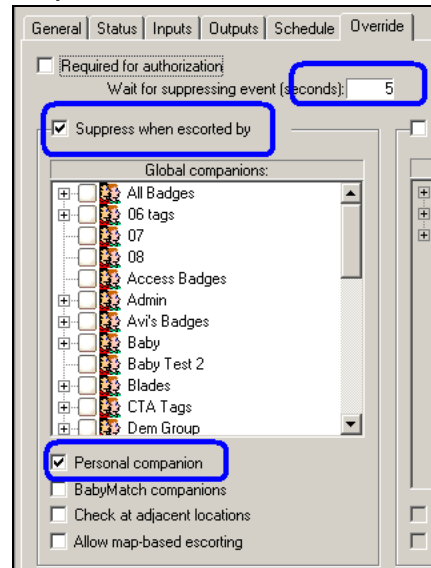 General Status Inputs Outputs Schedule Override
Required for authorization
Wait for suppressing event (seconds): 5
Suppress when escorted by
Global companions:
All Badges
06 tags
07
08
Access Badges
Admin
Avi's Badges
Baby
Baby Test 2
Blades
CTA Tags
Dem Group
Personal companion
BabyMatch companions
Check at adjacent locations
Allow map-based escorting